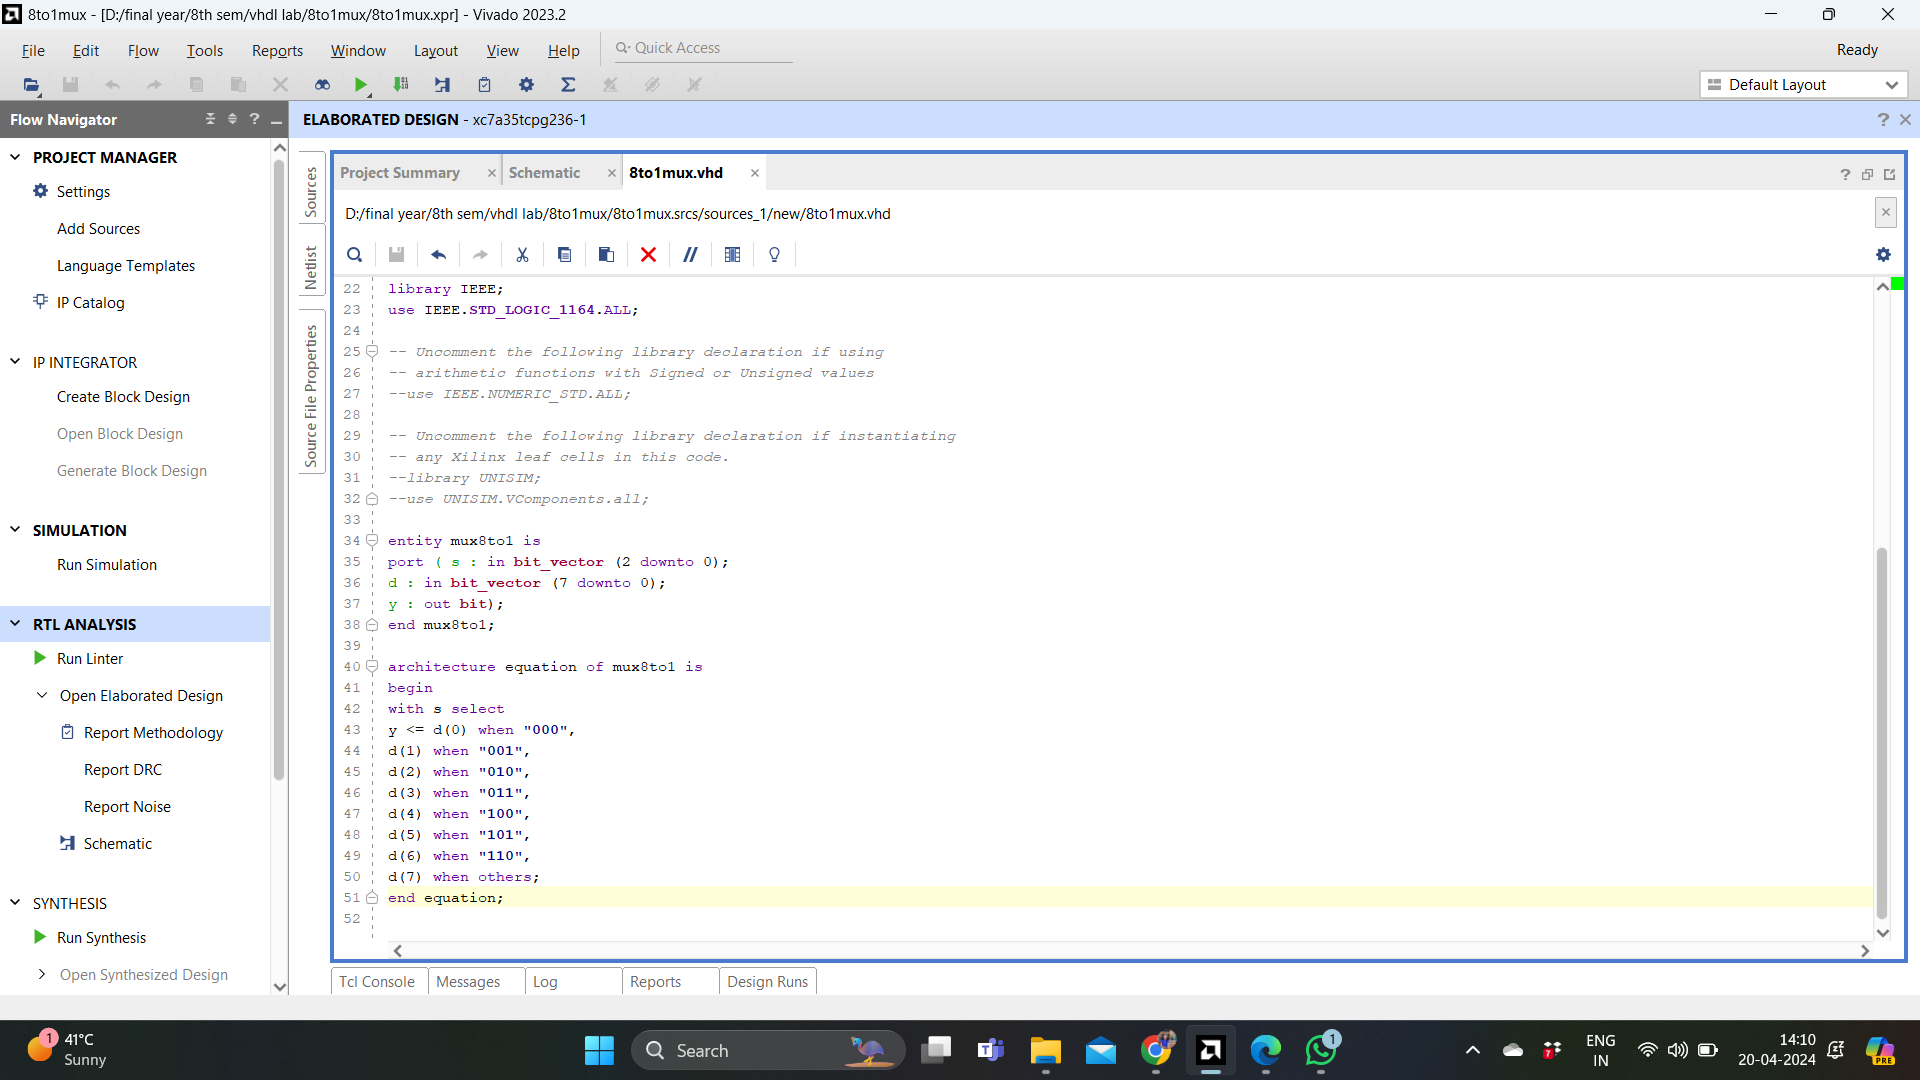 8to1mux - [D:/final year/8th sem/vhdl lab/8to1mux/8to1mux.xpr] - Vivado 2023.2
File Edit Flow Tools Reports Window Layout View Help Quick Access Ready
Default Layout
Flow Navigator
ELABORATED DESIGN - xc7a35tcpg236-1
PROJECT MANAGER
Settings
Add Sources
Language Templates
IP Catalog
IP INTEGRATOR
Create Block Design
Open Block Design
Generate Block Design
SIMULATION
Run Simulation
RTL ANALYSIS
Run Linter
Open Elaborated Design
Report Methodology
Report DRC
Report Noise
Schematic
SYNTHESIS
Run Synthesis
Open Synthesized Design
Sources
Netlist
Source File Properties
Project Summary Schematic 8to1mux.vhd
D:/final year/8th sem/vhdl lab/8to1mux/8to1mux.srcs/sources_1/new/8to1mux.vhd
22 library IEEE;
23 use IEEE.STD_LOGIC_1164.ALL;
24
25 -- Uncomment the following library declaration if using
26 -- arithmetic functions with Signed or Unsigned values
27 --use IEEE.NUMERIC_STD.ALL;
28
29 -- Uncomment the following library declaration if instantiating
30 -- any Xilinx leaf cells in this code.
31 --library UNISIM;
32 --use UNISIM.VComponents.all;
33
34 entity mux8to1 is
35 port ( s : in bit_vector (2 downto 0);
36 d : in bit_vector (7 downto 0);
37 y : out bit);
38 end mux8to1;
39
40 architecture equation of mux8to1 is
41 begin
42 with s select
43 y <= d(0) when "000",
44 d(1) when "001",
45 d(2) when "010",
46 d(3) when "011",
47 d(4) when "100",
48 d(5) when "101",
49 d(6) when "110",
50 d(7) when others;
51 end equation;
52
Tcl Console Messages Log Reports Design Runs
1 41°C
Sunny
Search
1
7
ENG
IN
14:10
20-04-2024
PRE